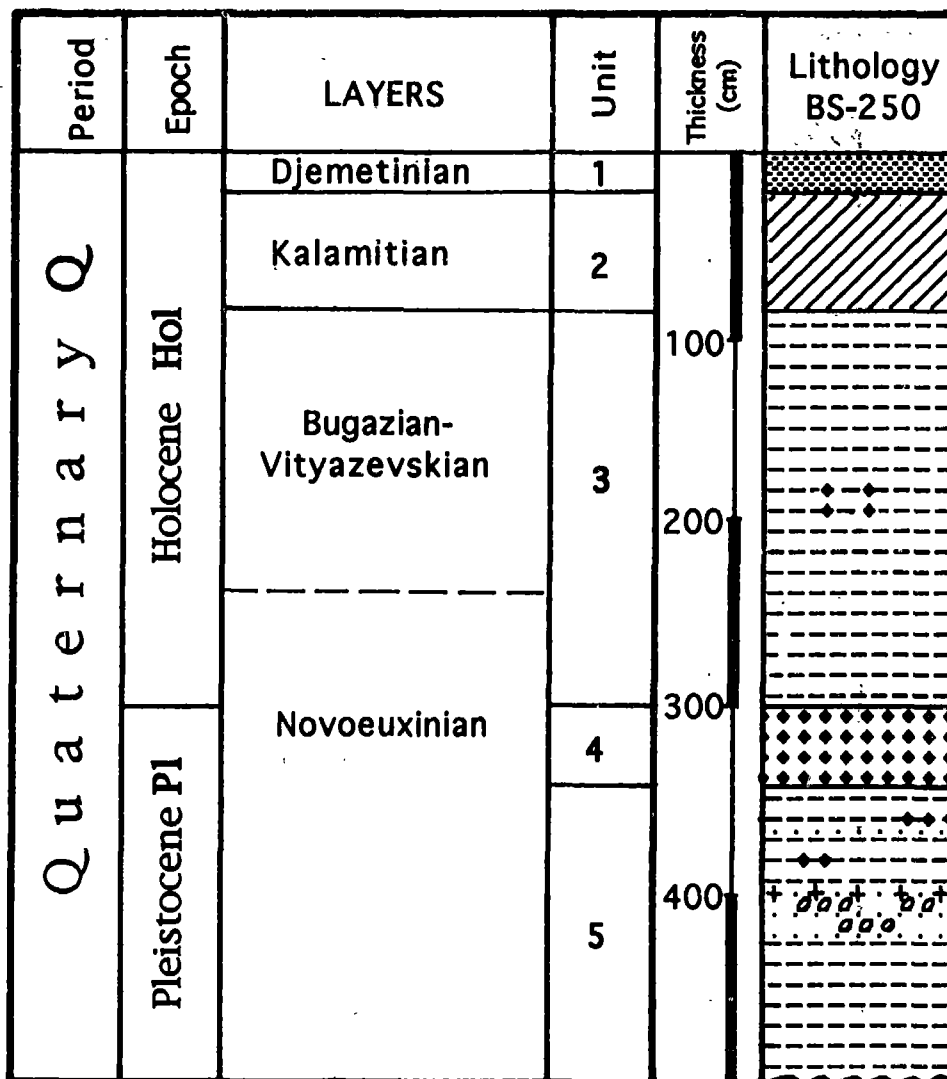 Period
Epoch
LAYERS
Unit
Thickness
(cm)
Lithology
BS-250
Quaternary Q
Holocene Hol
Pleistocene Pl
Djemetinian
1
Kalamitian
2
Bugazian-
Vityazevskian
3
Novoeuxinian
4
5
100
200
300
400